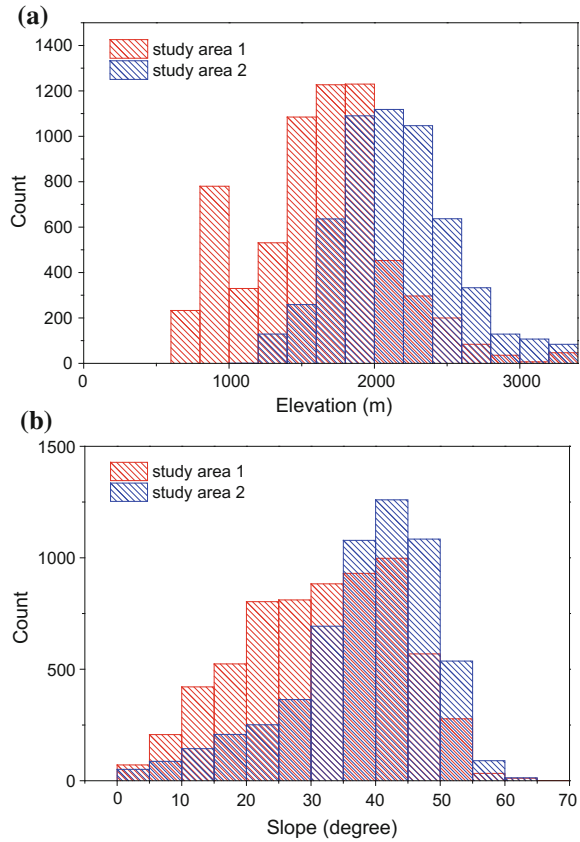 (a)
1400
1200
1000
800
600
400
200
0
Count
study area 1
study area 2
0 1000 2000 3000
Elevation (m)
(b)
1500
1000
500
0
Count
study area 1
study area 2
0 10 20 30 40 50 60 70
Slope (degree)